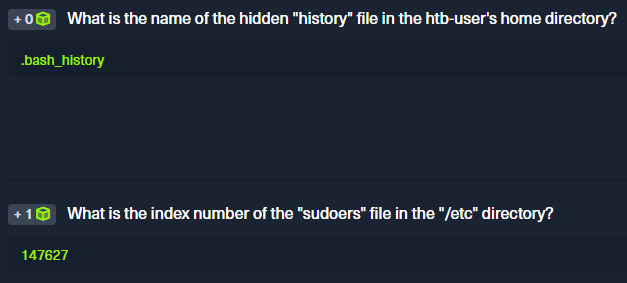 + 0 What is the name of the hidden "history" file in the htb-user's home directory?
.bash_history
+ 1 What is the index number of the "sudoers" file in the "/etc" directory?
147627